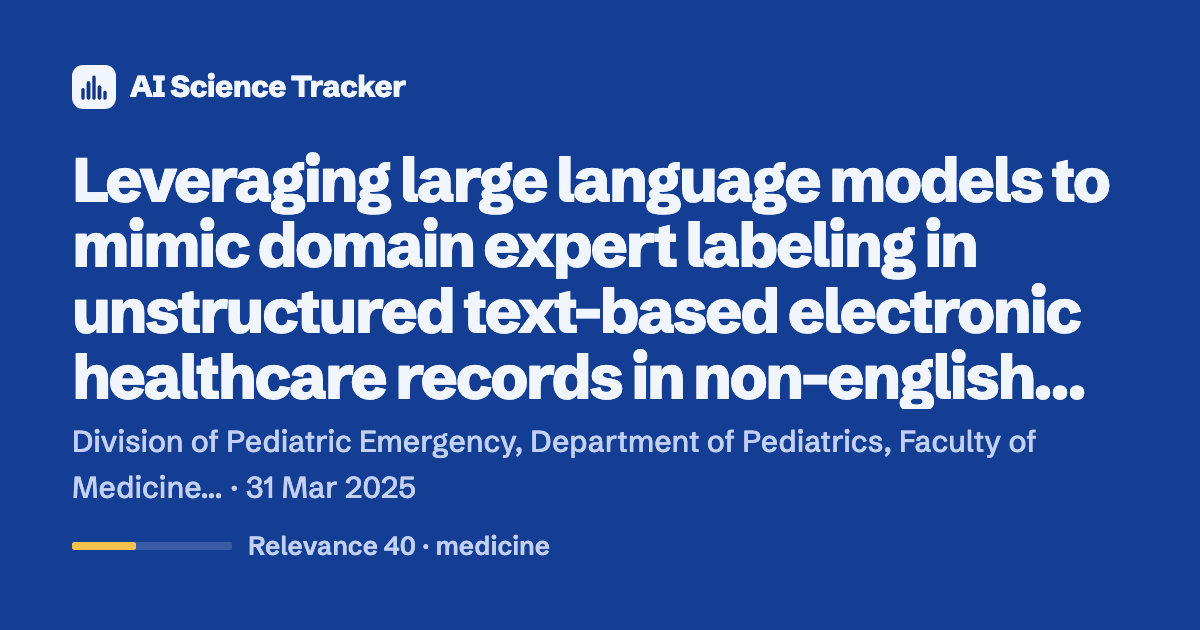 AI Science Tracker
Leveraging large language models to
mimic domain expert labeling in
unstructured text-based electronic
healthcare records in non-english...
Division of Pediatric Emergency, Department of Pediatrics, Faculty of
Medicine... · 31 Mar 2025
Relevance 40 · medicine